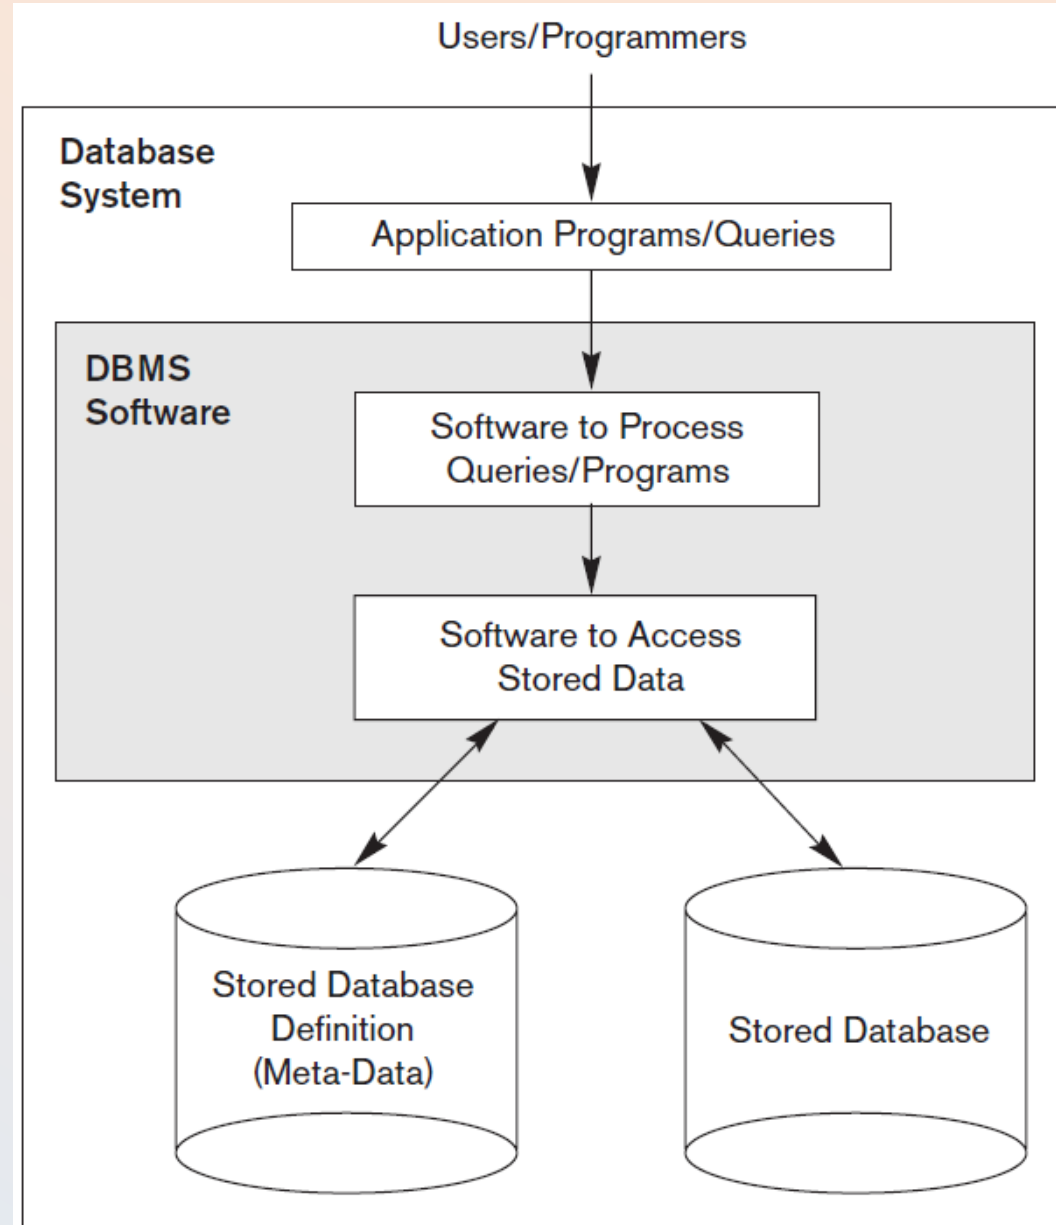 Users/Programmers
Database
System
Application Programs/Queries
DBMS
Software
Software to Process
Queries/Programs
Software to Access
Stored Data
Stored Database
Definition
(Meta-Data)
Stored Database